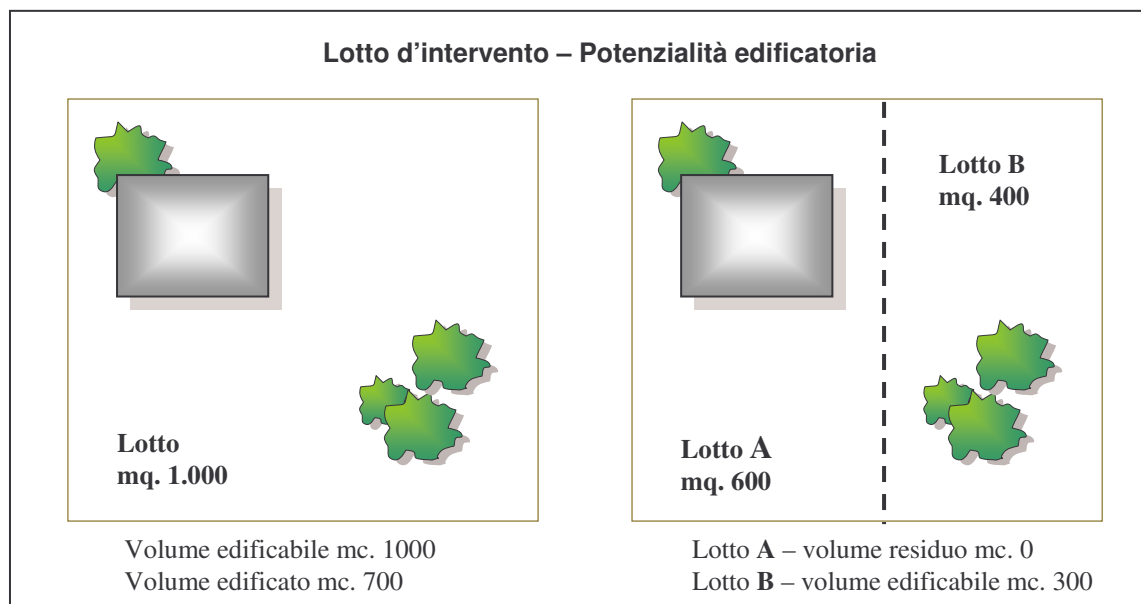 Lotto d'intervento – Potenzialità edificatoria
Lotto
mq. 1.000
Volume edificabile mc. 1000
Volume edificato mc. 700
Lotto B
mq. 400
Lotto A
mq. 600
Lotto A – volume residuo mc. 0
Lotto B – volume edificabile mc. 300